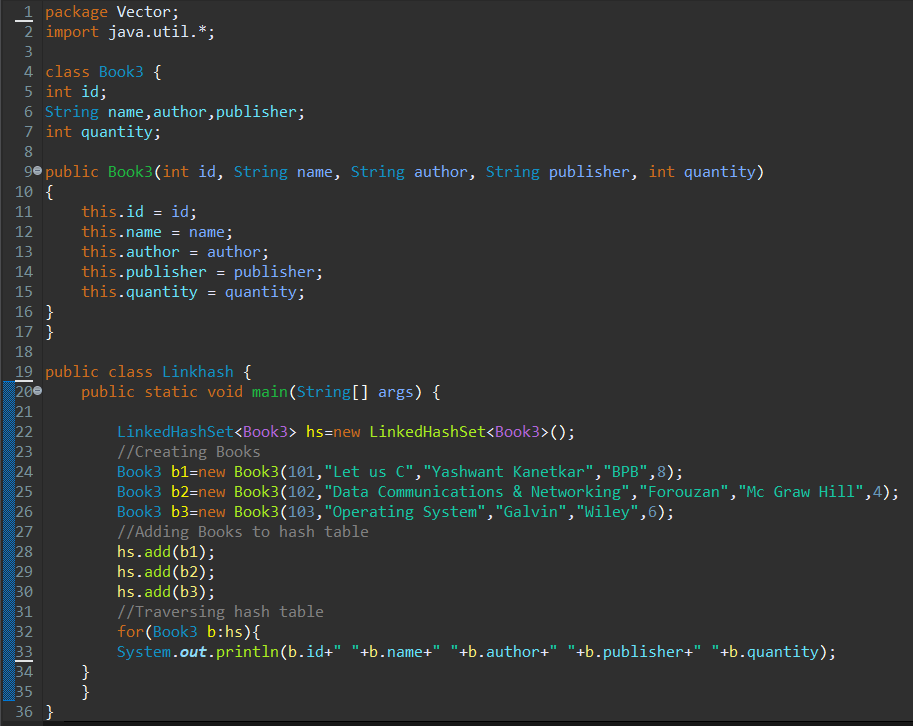 1 package Vector;
2 import java.util.*;
3
4 class Book3 {
5 int id;
6 String name,author,publisher;
7 int quantity;
8
9 public Book3(int id, String name, String author, String publisher, int quantity)
10 {
11     this.id = id;
12     this.name = name;
13     this.author = author;
14     this.publisher = publisher;
15     this.quantity = quantity;
16 }
17 }
18
19 public class Linkhash {
20     public static void main(String[] args) {
21
22         LinkedHashSet<Book3> hs=new LinkedHashSet<Book3>();
23         //Creating Books
24         Book3 b1=new Book3(101,"Let us C","Yashwant Kanetkar","BPB",8);
25         Book3 b2=new Book3(102,"Data Communications & Networking","Forouzan","Mc Graw Hill",4);
26         Book3 b3=new Book3(103,"Operating System","Galvin","Wiley",6);
27         //Adding Books to hash table
28         hs.add(b1);
29         hs.add(b2);
30         hs.add(b3);
31         //Traversing hash table
32         for(Book3 b:hs){
33         System.out.println(b.id+" "+b.name+" "+b.author+" "+b.publisher+" "+b.quantity);
34     }
35     }
36 }